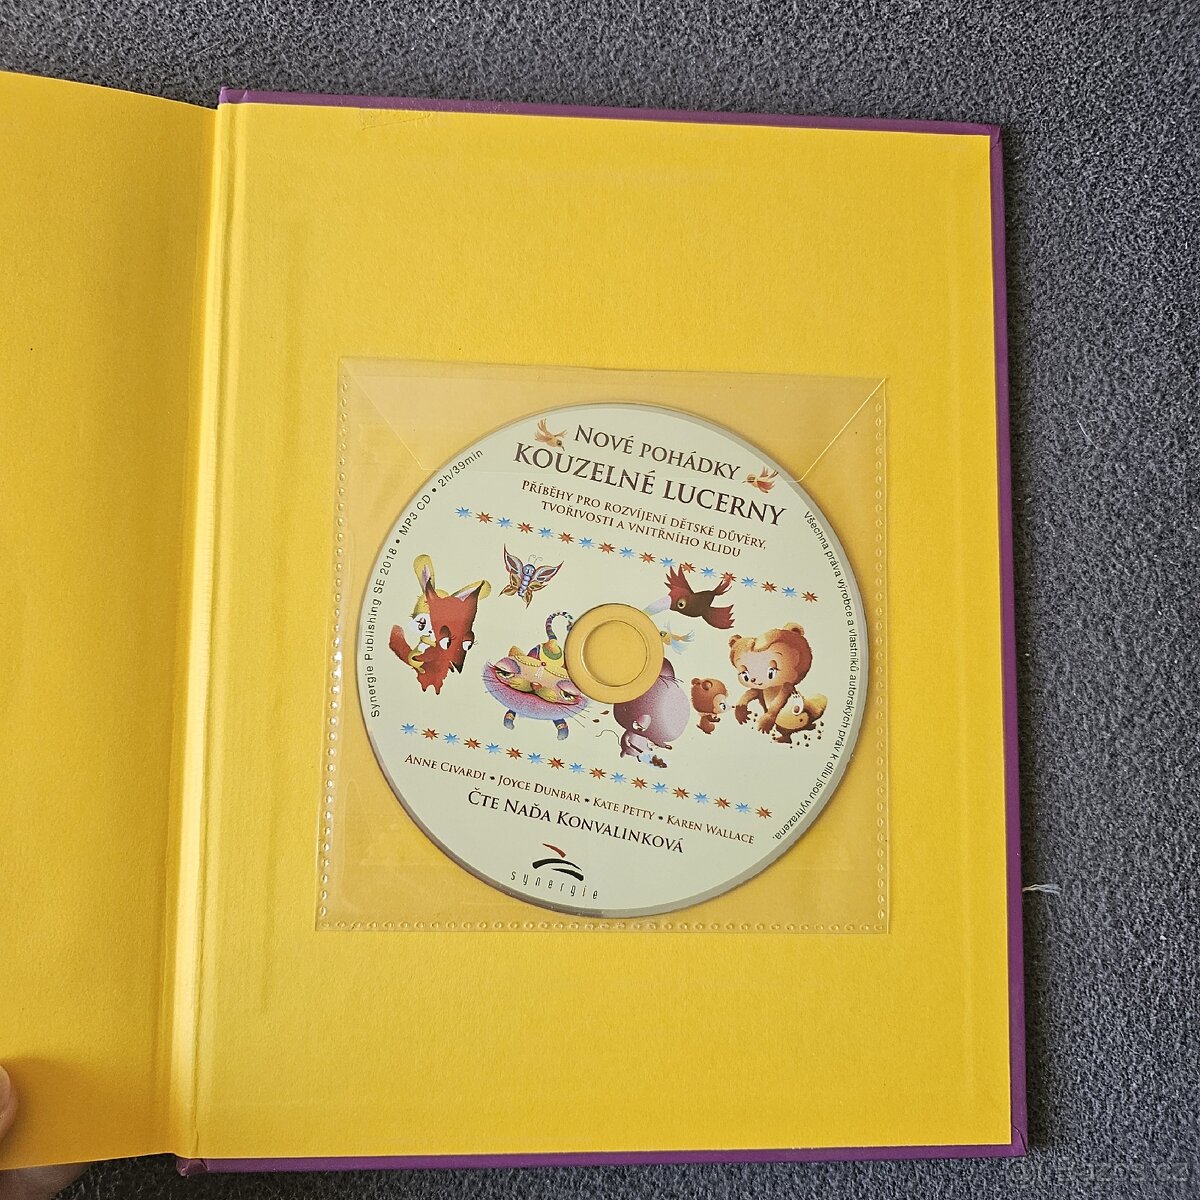 NOVÉ POHÁDKY
KOUZELNÉ LUCERNY
PŘÍBĚHY PRO ROZVÍJENÍ DĚTSKÉ DŮVĚRY,
TVOŘIVOSTI A VNITŘNÍHO KLIDU
Synergie Publishing SE 2018 • MP3 CD • 2h/39min
Všechna práva výrobce a vlastníků autorských práv k dílu jsou vyhrazena.
ANNE CIVARDI • JOYCE DUNBAR • KATE PETTY • KAREN WALLACE
ČTE NAĎA KONVALINKOVÁ
synergie